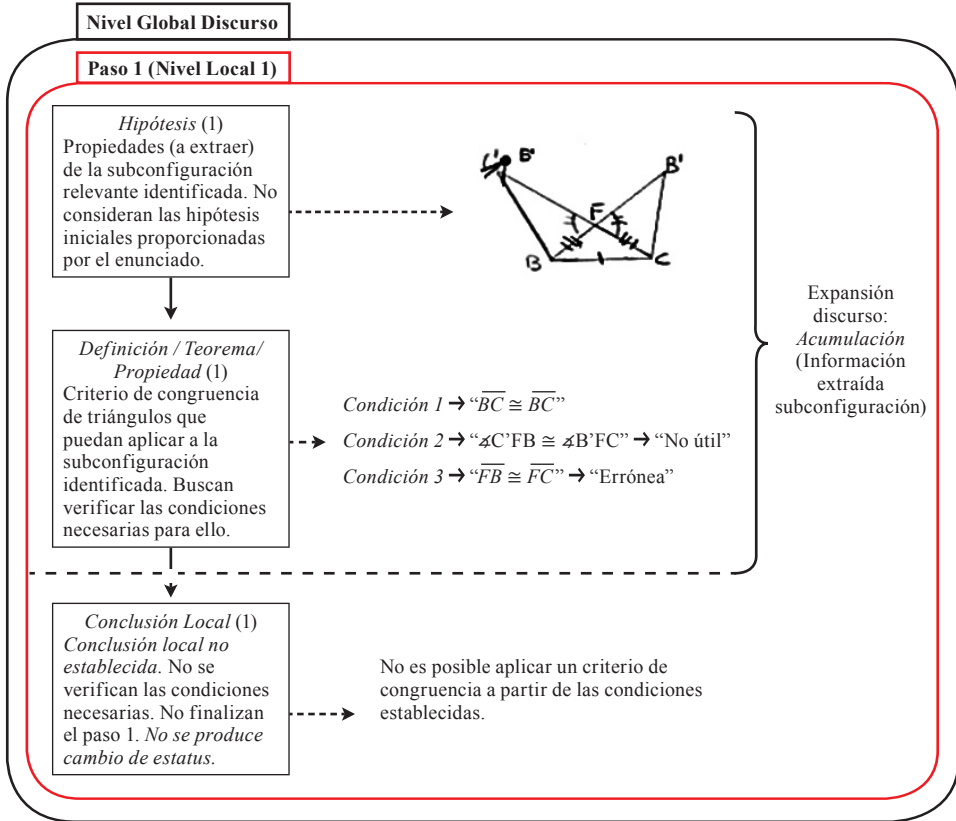 Nivel Global Discurso
Paso 1 (Nivel Local 1)
Hipótesis (1)
Propiedades (a extraer)
de la subconfiguración
relevante identificada. No
consideran las hipótesis
iniciales proporcionadas
por el enunciado.
C' B' B'
F
B C
Definición / Teorema/
Propiedad (1)
Criterio de congruencia
de triángulos que
puedan aplicar a la
subconfiguración
identificada. Buscan
verificar las condiciones
necesarias para ello.
Condición 1 → “BC ≅ BC”
Condición 2 → “∡C’FB ≅ ∡B’FC” → “No útil”
Condición 3 → “FB ≅ FC” → “Errónea”
Expansión
discurso:
Acumulación
(Información
extraída
subconfiguración)
Conclusión Local (1)
Conclusión local no
establecida. No se
verifican las condiciones
necesarias. No finalizan
el paso 1. No se produce
cambio de estatus.
No es posible aplicar un criterio de
congruencia a partir de las condiciones
establecidas.